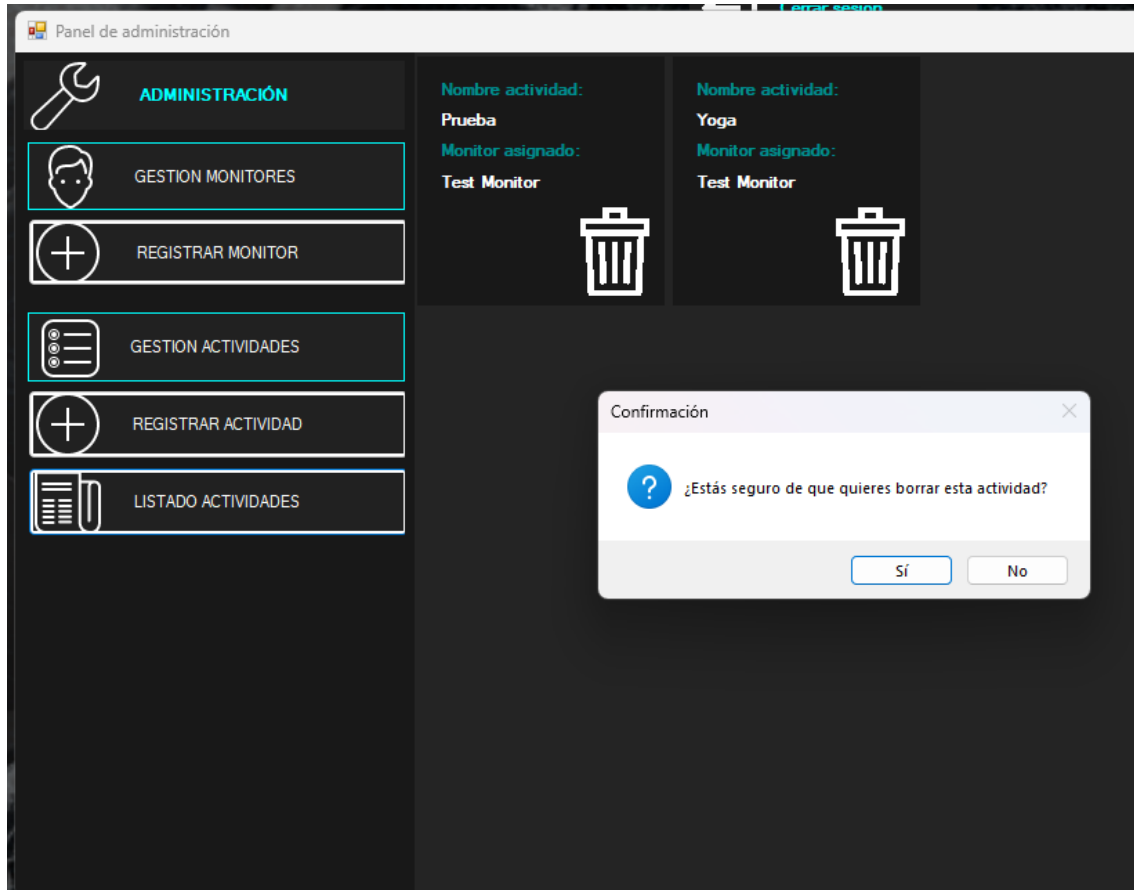 Cerrar sesión
Panel de administración
ADMINISTRACIÓN
GESTION MONITORES
REGISTRAR MONITOR
GESTION ACTIVIDADES
REGISTRAR ACTIVIDAD
LISTADO ACTIVIDADES
Nombre actividad:
Prueba
Monitor asignado:
Test Monitor
Nombre actividad:
Yoga
Monitor asignado:
Test Monitor
Confirmación
¿Estás seguro de que quieres borrar esta actividad?
Sí
No